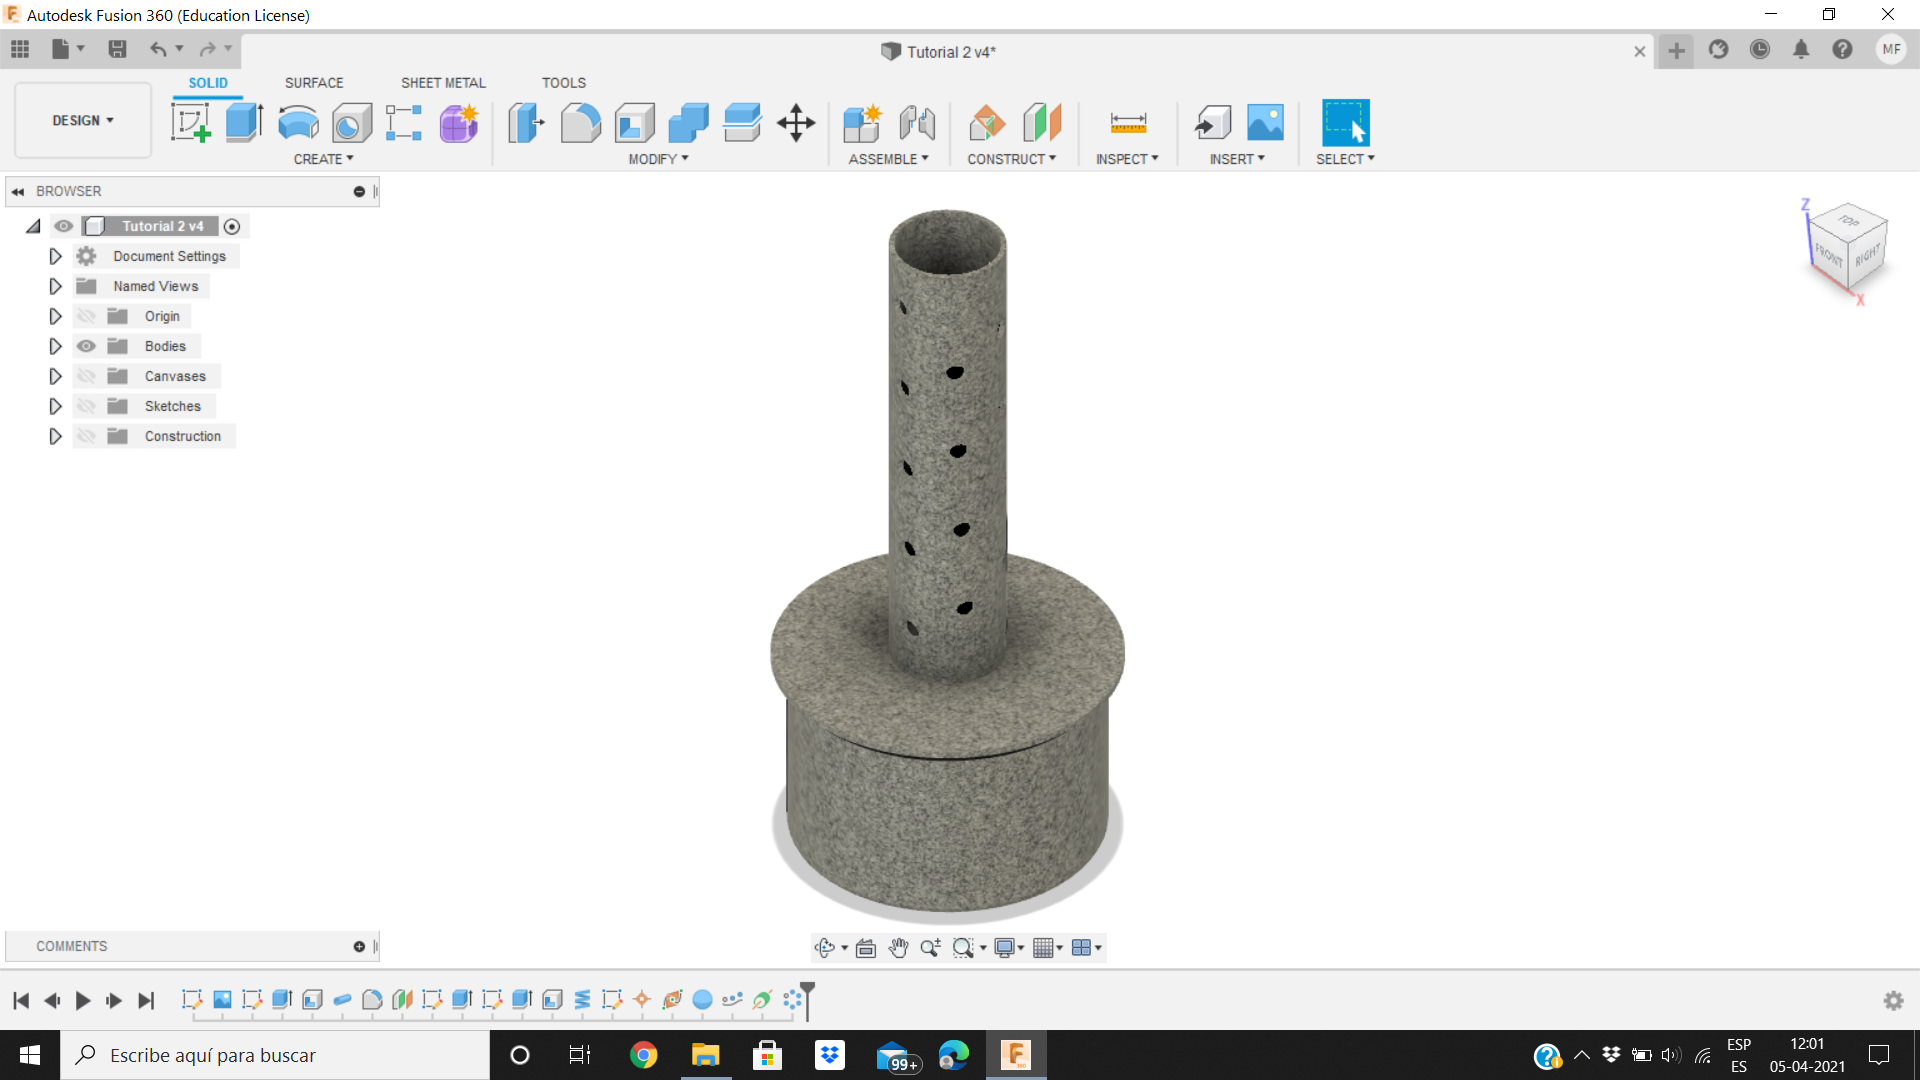 Autodesk Fusion 360 (Education License)
Tutorial 2 v4*
MF
SOLID
SURFACE
SHEET METAL
TOOLS
DESIGN
CREATE
MODIFY
ASSEMBLE
CONSTRUCT
INSPECT
INSERT
SELECT
BROWSER
Tutorial 2 v4
Document Settings
Named Views
Origin
Bodies
Canvases
Sketches
Construction
Z
TOP
FRONT
RIGHT
X
COMMENTS
Escribe aquí para buscar
99+
ESP
ES
12:01
05-04-2021